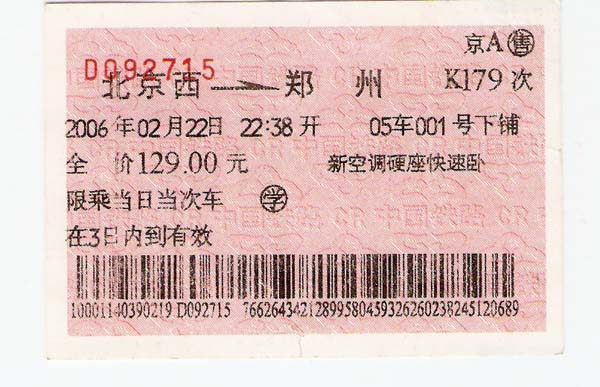 京A㊥售
D092715
北京西→郑 州 K179次
2006年02月22日 22:38开 05车001号下铺
全 价129.00元 新空调硬座快速卧
限乘当日当次车 学
在3日内到有效
10001140390219 D092715 766264342128995804593262602382451​20689